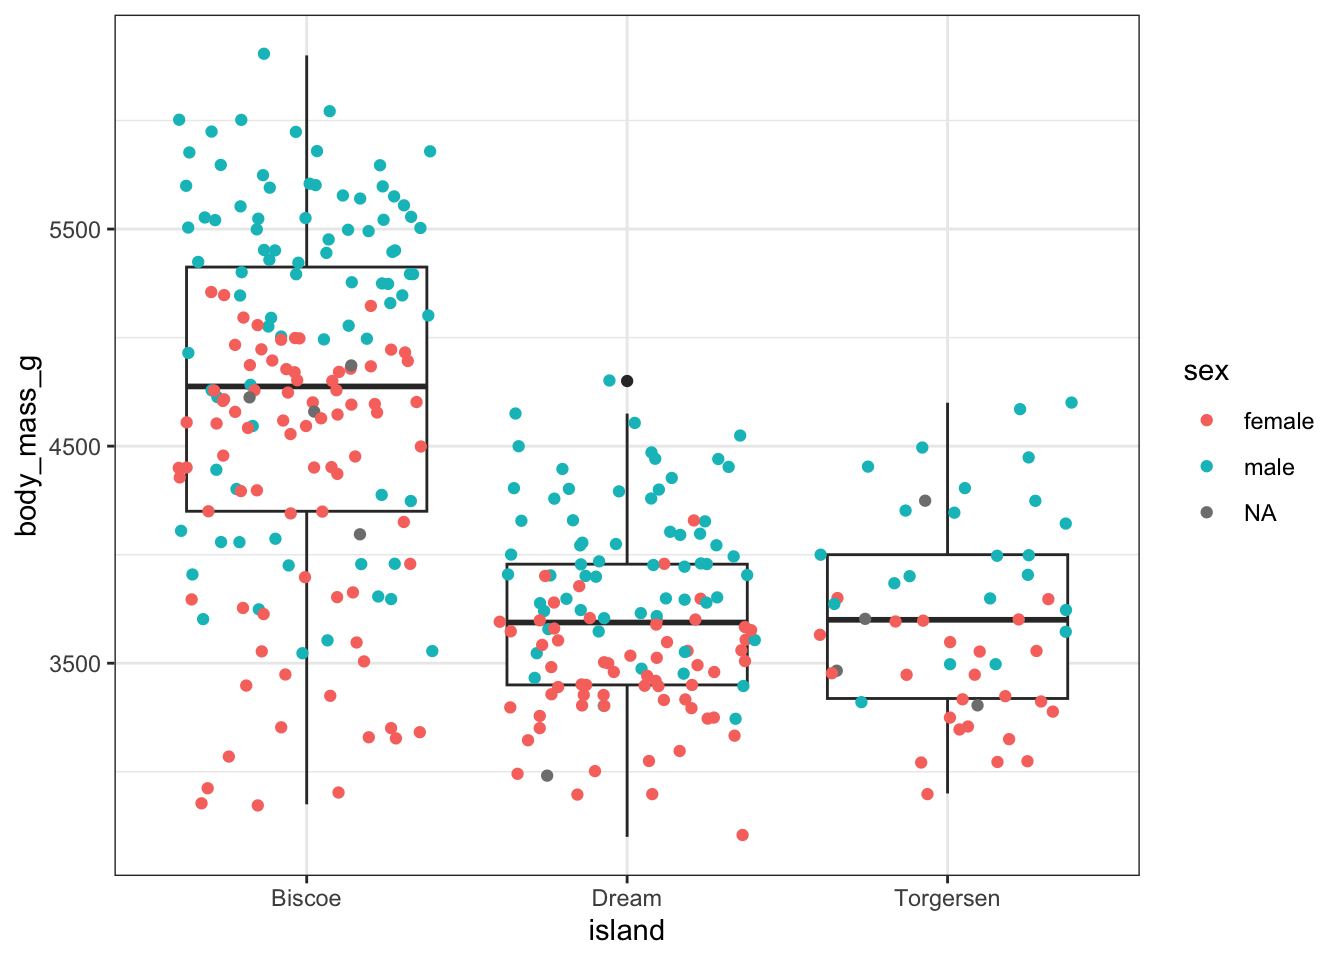 body_mass_g
5500
4500
3500
Biscoe
Dream
Torgersen
island
sex
female
male
NA